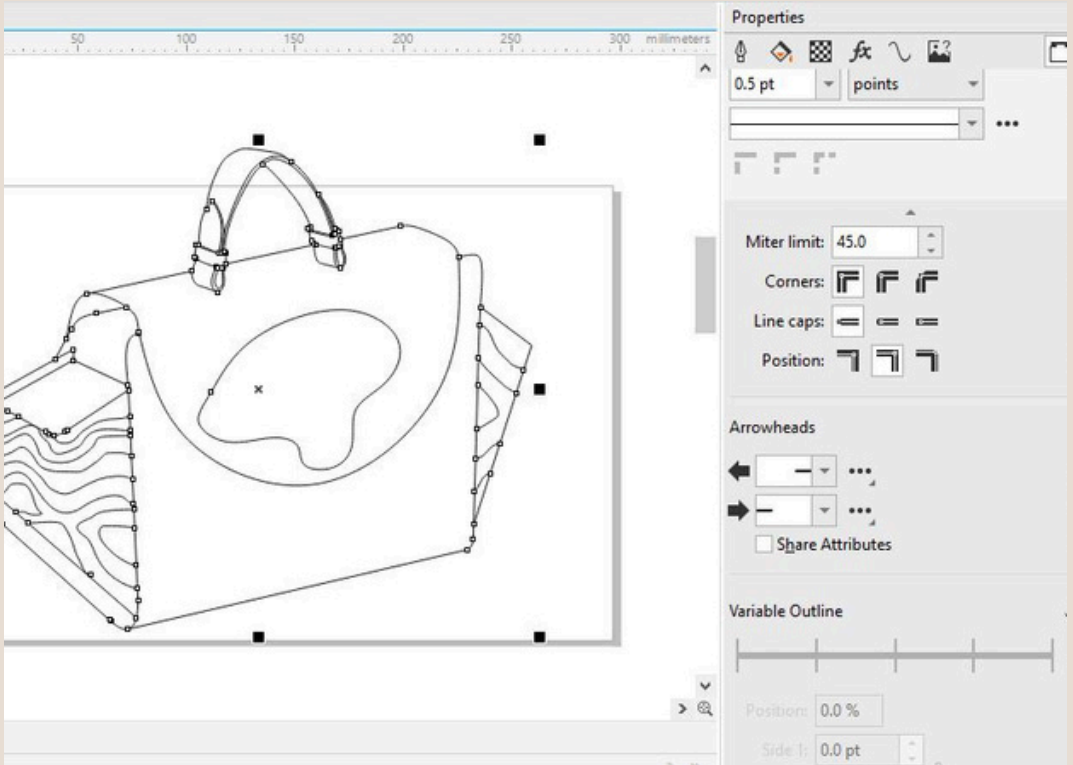 Properties
50 100 150 200 250 300 millimeters
0.5 pt points
Miter limit: 45.0
Corners:
Line caps:
Position:
Arrowheads
Share Attributes
Variable Outline
Position: 0.0 %
Side 1: 0.0 pt